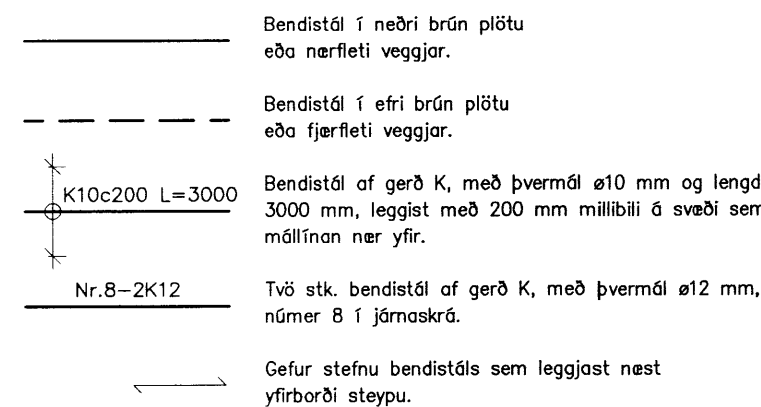 Bendistál í neðri brún plötu
eða nærfleti veggjar.
Bendistál í efri brún plötu
eða fjærfleti veggjar.
K10c200 L=3000
Bendistál af gerð K, með þvermál ø10 mm og lengd
3000 mm, leggist með 200 mm millibili á svæði sem
mállínan nær yfir.
Nr.8-2K12
Tvö stk. bendistál af gerð K, með þvermál ø12 mm,
númer 8 í járnaskrá.
Gefur stefnu bendistáls sem leggjast næst
yfirborði steypu.